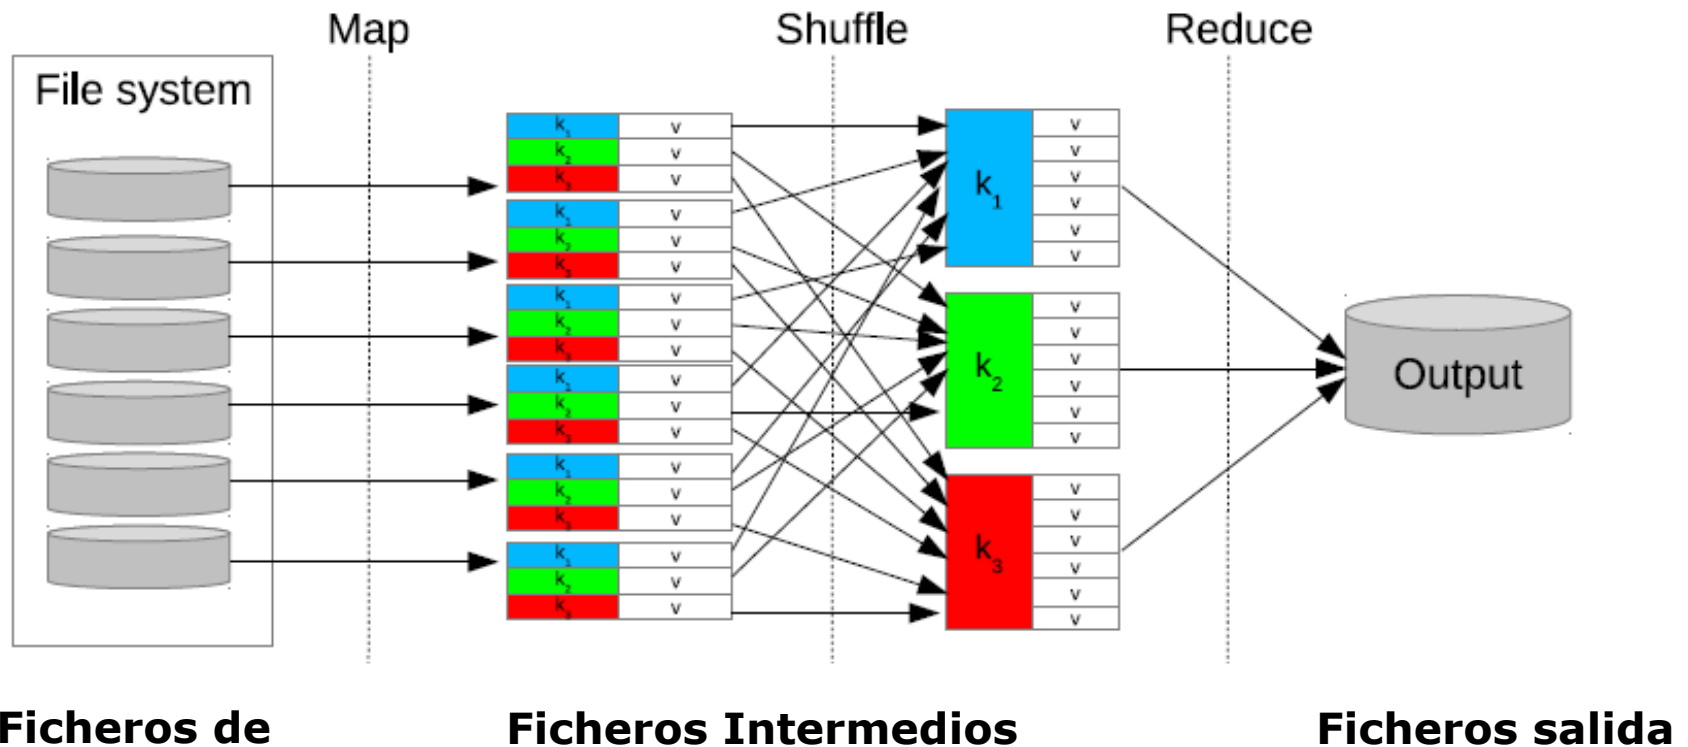 Map
Shuffle
Reduce
File system
k1 v
k2 v
k3 v
k1 v
k2 v
k3 v
k1 v
k2 v
k3 v
k1 v
k2 v
k3 v
k1 v
k2 v
k3 v
k1 v
k2 v
k3 v
k1
v
v
v
v
v
v
k2
v
v
v
v
v
v
k3
v
v
v
v
v
v
Output
Ficheros de
Ficheros Intermedios
Ficheros salida